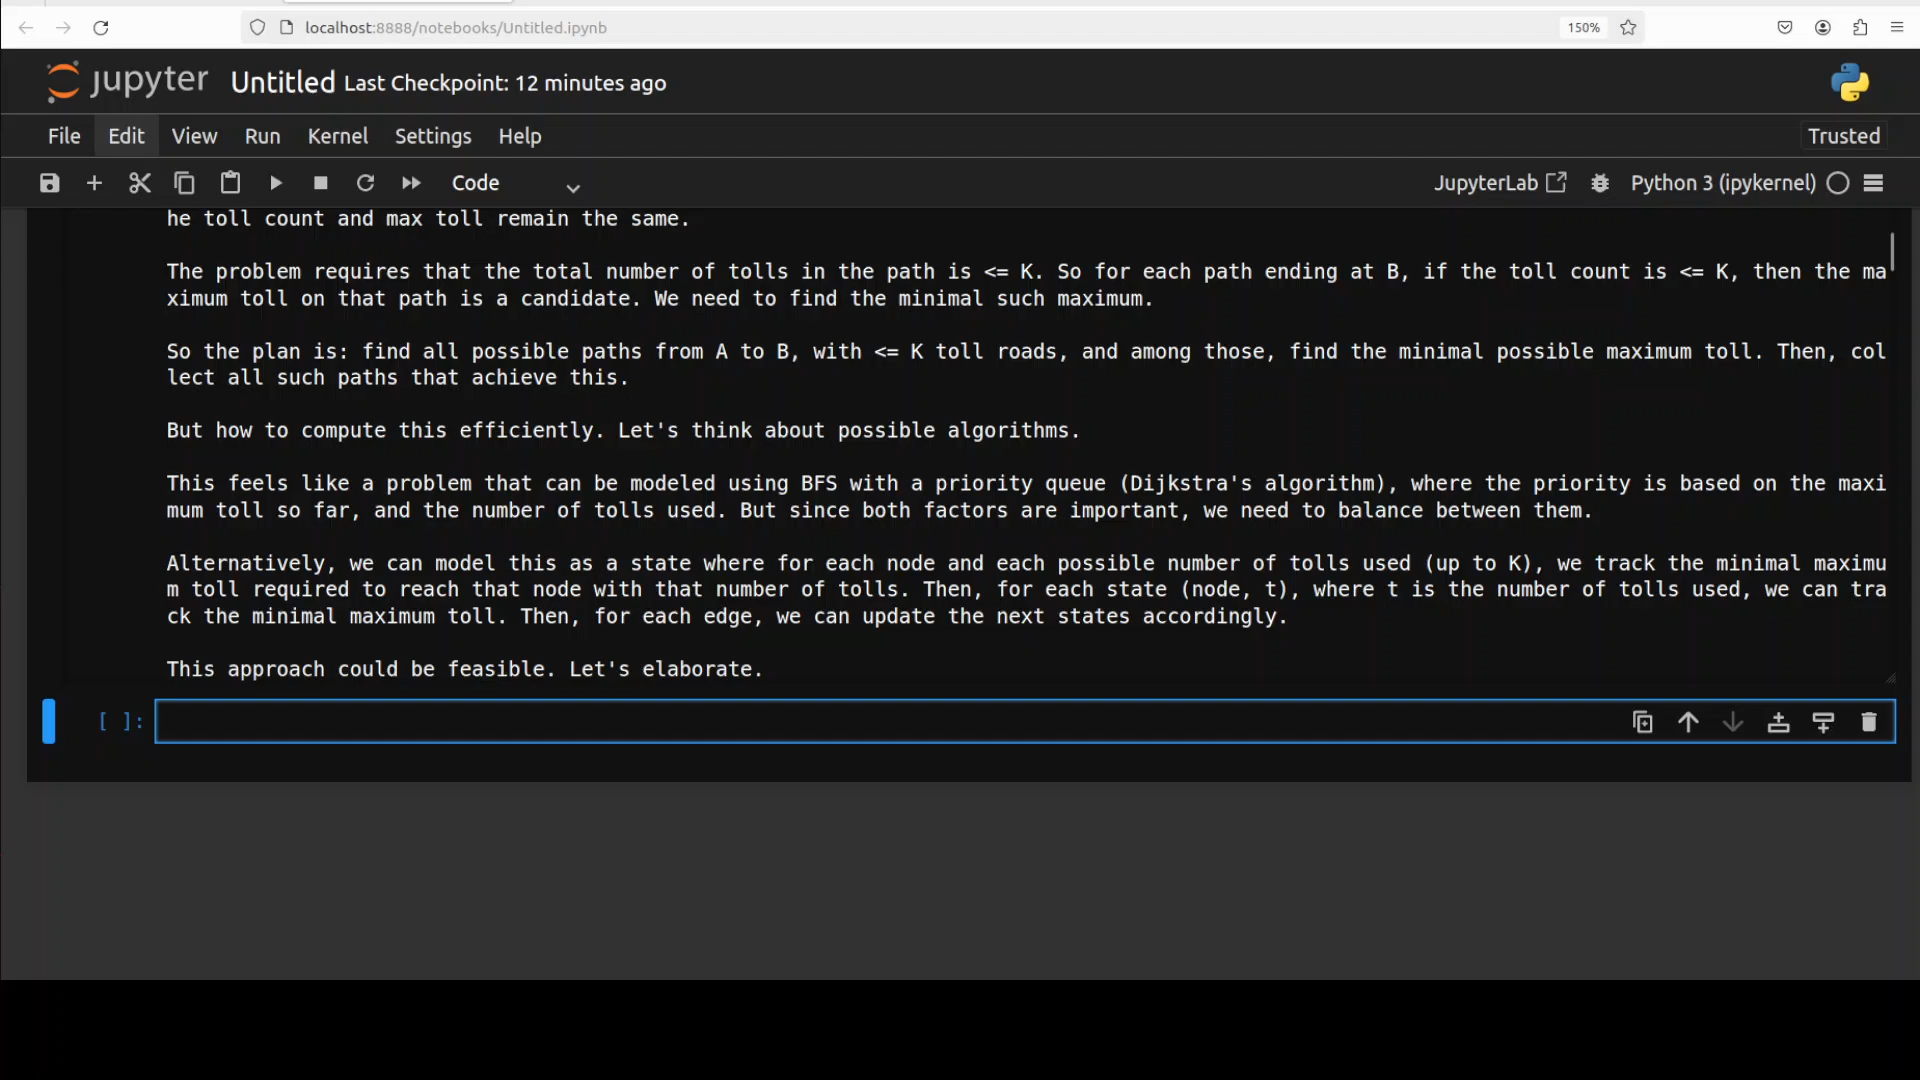 localhost:8888/notebooks/Untitled.ipynb
150%
jupyter Untitled Last Checkpoint: 12 minutes ago
File Edit View Run Kernel Settings Help
Trusted
Code
JupyterLab
Python 3 (ipykernel)
he toll count and max toll remain the same.
The problem requires that the total number of tolls in the path is <= K. So for each path ending at B, if the toll count is <= K, then the ma
ximum toll on that path is a candidate. We need to find the minimal such maximum.
So the plan is: find all possible paths from A to B, with <= K toll roads, and among those, find the minimal possible maximum toll. Then, col
lect all such paths that achieve this.
But how to compute this efficiently. Let's think about possible algorithms.
This feels like a problem that can be modeled using BFS with a priority queue (Dijkstra's algorithm), where the priority is based on the maxi
mum toll so far, and the number of tolls used. But since both factors are important, we need to balance between them.
Alternatively, we can model this as a state where for each node and each possible number of tolls used (up to K), we track the minimal maximu
m toll required to reach that node with that number of tolls. Then, for each state (node, t), where t is the number of tolls used, we can tra
ck the minimal maximum toll. Then, for each edge, we can update the next states accordingly.
This approach could be feasible. Let's elaborate.
[ ]: